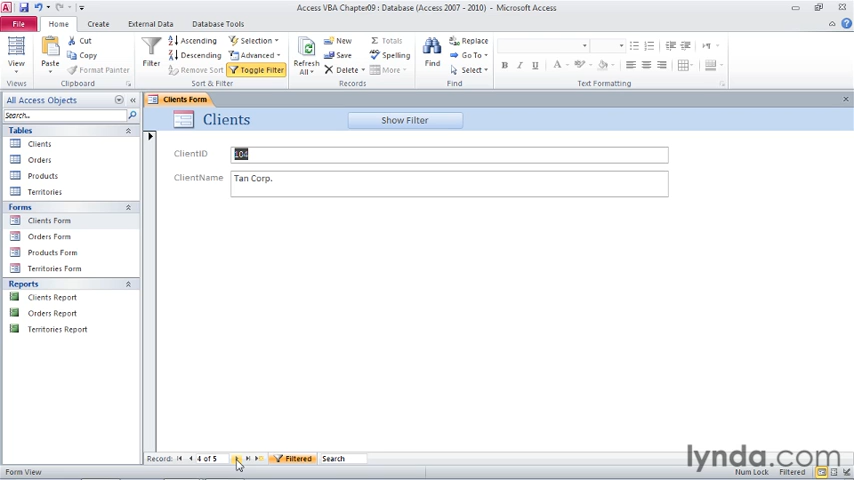 Access VBA Chapter09 : Database (Access 2007 - 2010) - Microsoft Access
File Home Create External Data Database Tools
View
Views
Paste
Cut
Copy
Format Painter
Clipboard
Filter
Ascending
Descending
Remove Sort
Selection
Advanced
Toggle Filter
Sort & Filter
Refresh
All
New
Save
Delete
Totals
Spelling
More
Records
Find
Replace
Go To
Select
Find
B I U
A
Text Formatting
All Access Objects
Search...
Tables
Clients
Orders
Products
Territories
Forms
Clients Form
Orders Form
Products Form
Territories Form
Reports
Clients Report
Orders Report
Territories Report
Clients Form
Clients
Show Filter
ClientID
104
ClientName
Tan Corp.
Record: 4 of 5 Filtered Search
Form View
Num Lock Filtered
lynda.com